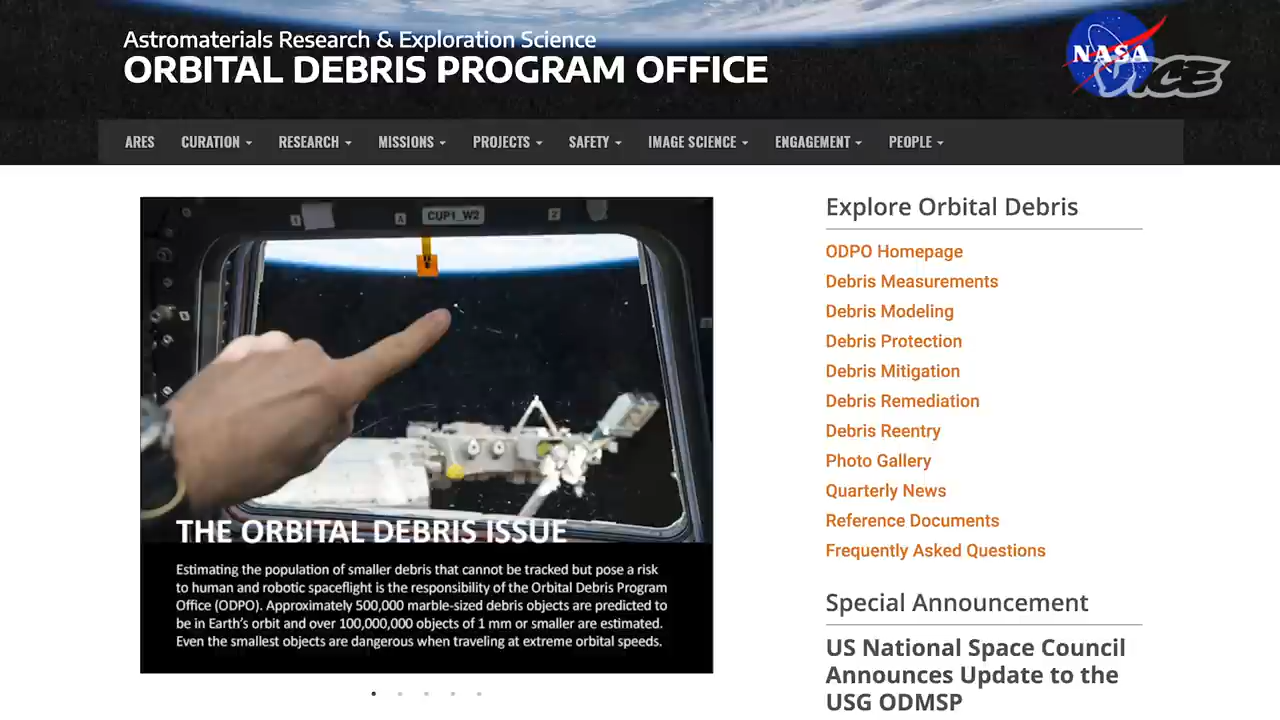 Astromaterials Research & Exploration Science
ORBITAL DEBRIS PROGRAM OFFICE
NASA
VICE
ARES
CURATION
RESEARCH
MISSIONS
PROJECTS
SAFETY
IMAGE SCIENCE
ENGAGEMENT
PEOPLE
1
A
CUP1_W2
2
THE ORBITAL DEBRIS ISSUE
Estimating the population of smaller debris that cannot be tracked but pose a risk
to human and robotic spaceflight is the responsibility of the Orbital Debris Program
Office (ODPO). Approximately 500,000 marble-sized debris objects are predicted to
be in Earth's orbit and over 100,000,000 objects of 1 mm or smaller are estimated.
Even the smallest objects are dangerous when traveling at extreme orbital speeds.
Explore Orbital Debris
ODPO Homepage
Debris Measurements
Debris Modeling
Debris Protection
Debris Mitigation
Debris Remediation
Debris Reentry
Photo Gallery
Quarterly News
Reference Documents
Frequently Asked Questions
Special Announcement
US National Space Council
Announces Update to the
USG ODMSP